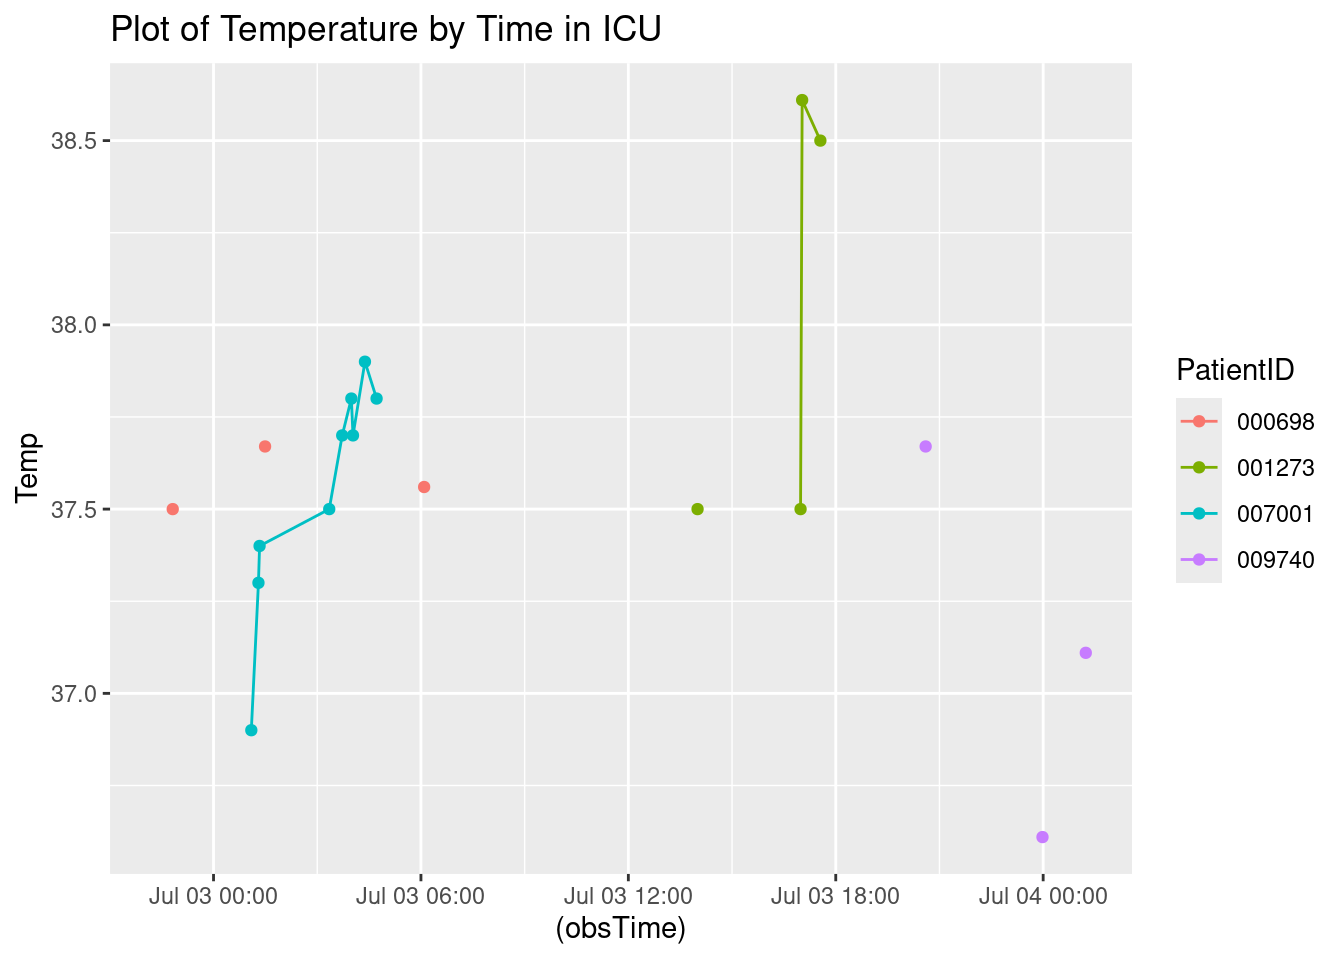 Plot of Temperature by Time in ICU
38.5
38.0
37.5
37.0
Temp
Jul 03 00:00
Jul 03 06:00
Jul 03 12:00
Jul 03 18:00
Jul 04 00:00
(obsTime)
PatientID
000698
001273
007001
009740